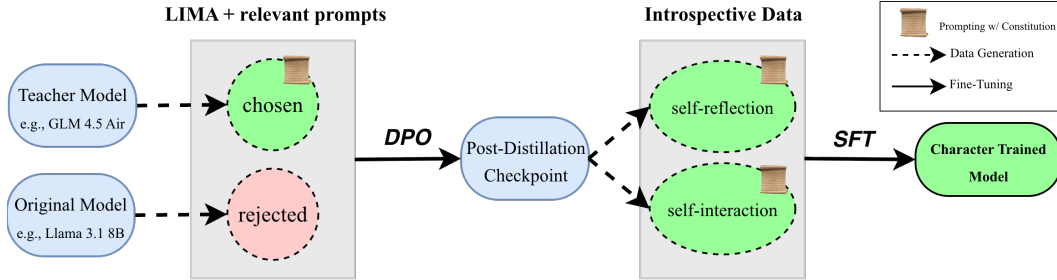 LIMA + relevant prompts
Introspective Data
Prompting w/ Constitution
Data Generation
Fine-Tuning
Teacher Model
e.g., GLM 4.5 Air
chosen
Original Model
e.g., Llama 3.1 8B
rejected
DPO
Post-Distillation
Checkpoint
self-reflection
self-interaction
SFT
Character Trained
Model